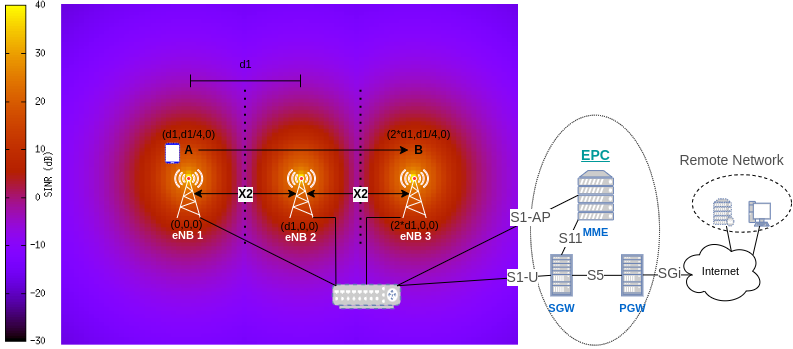 40
30
20
10
0
−10
−20
−30
SINR (dB)
d1
(d1,d1/4,0)
A
(2*d1,d1/4,0)
B
X2
X2
(0,0,0)
eNB 1
(d1,0,0)
eNB 2
(2*d1,0,0)
eNB 3
S1-AP
S1-U
EPC
MME
S11
S5
SGW
PGW
SGi
Remote Network
Internet